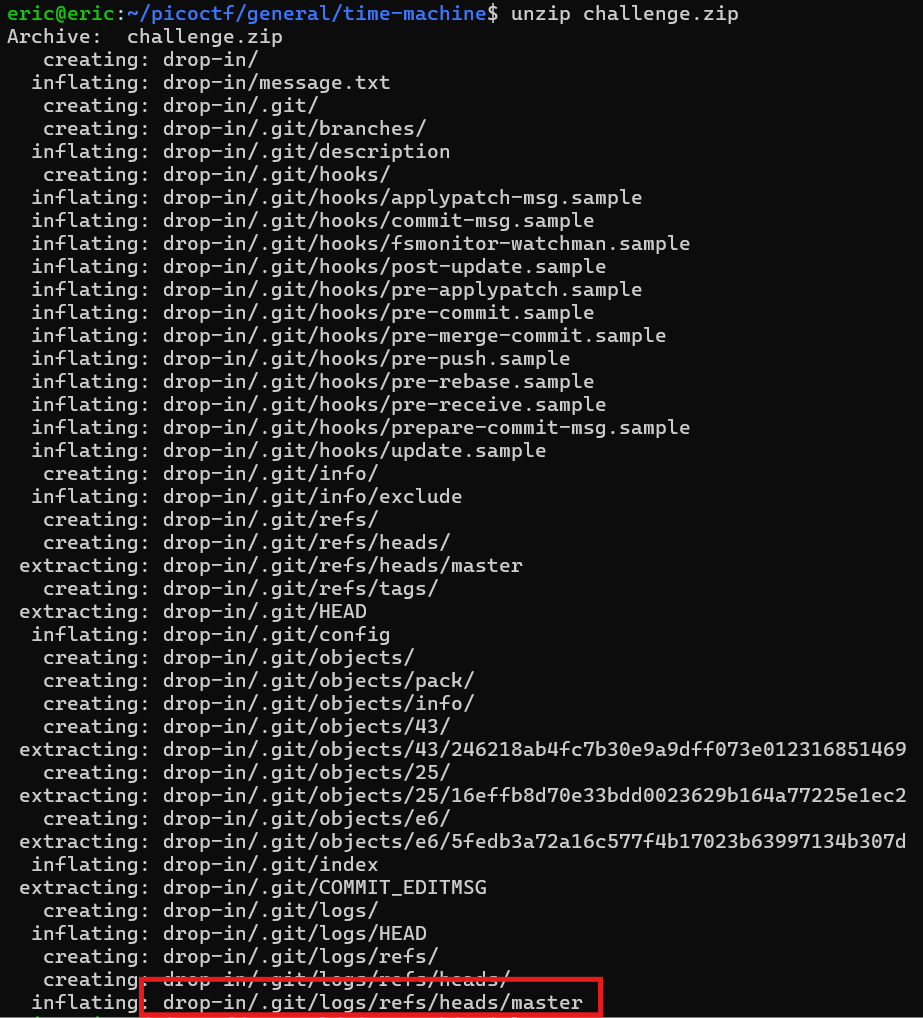 eric@eric:~/picoctf/general/time-machine$ unzip challenge.zip
Archive:  challenge.zip
   creating: drop-in/
  inflating: drop-in/message.txt
   creating: drop-in/.git/
   creating: drop-in/.git/branches/
  inflating: drop-in/.git/description
   creating: drop-in/.git/hooks/
  inflating: drop-in/.git/hooks/applypatch-msg.sample
  inflating: drop-in/.git/hooks/commit-msg.sample
  inflating: drop-in/.git/hooks/fsmonitor-watchman.sample
  inflating: drop-in/.git/hooks/post-update.sample
  inflating: drop-in/.git/hooks/pre-applypatch.sample
  inflating: drop-in/.git/hooks/pre-commit.sample
  inflating: drop-in/.git/hooks/pre-merge-commit.sample
  inflating: drop-in/.git/hooks/pre-push.sample
  inflating: drop-in/.git/hooks/pre-rebase.sample
  inflating: drop-in/.git/hooks/pre-receive.sample
  inflating: drop-in/.git/hooks/prepare-commit-msg.sample
  inflating: drop-in/.git/hooks/update.sample
   creating: drop-in/.git/info/
  inflating: drop-in/.git/info/exclude
   creating: drop-in/.git/refs/
   creating: drop-in/.git/refs/heads/
 extracting: drop-in/.git/refs/heads/master
   creating: drop-in/.git/refs/tags/
 extracting: drop-in/.git/HEAD
  inflating: drop-in/.git/config
   creating: drop-in/.git/objects/
   creating: drop-in/.git/objects/pack/
   creating: drop-in/.git/objects/info/
   creating: drop-in/.git/objects/43/
 extracting: drop-in/.git/objects/43/246218ab4fc7b30e9a9dff073e012316851469
   creating: drop-in/.git/objects/25/
 extracting: drop-in/.git/objects/25/16effb8d70e33bdd0023629b164a77225e1ec2
   creating: drop-in/.git/objects/e6/
 extracting: drop-in/.git/objects/e6/5fedb3a72a16c577f4b17023b63997134b307d
  inflating: drop-in/.git/index
 extracting: drop-in/.git/COMMIT_EDITMSG
   creating: drop-in/.git/logs/
  inflating: drop-in/.git/logs/HEAD
   creating: drop-in/.git/logs/refs/
   creating: drop-in/.git/logs/refs/heads/
  inflating: drop-in/.git/logs/refs/heads/master